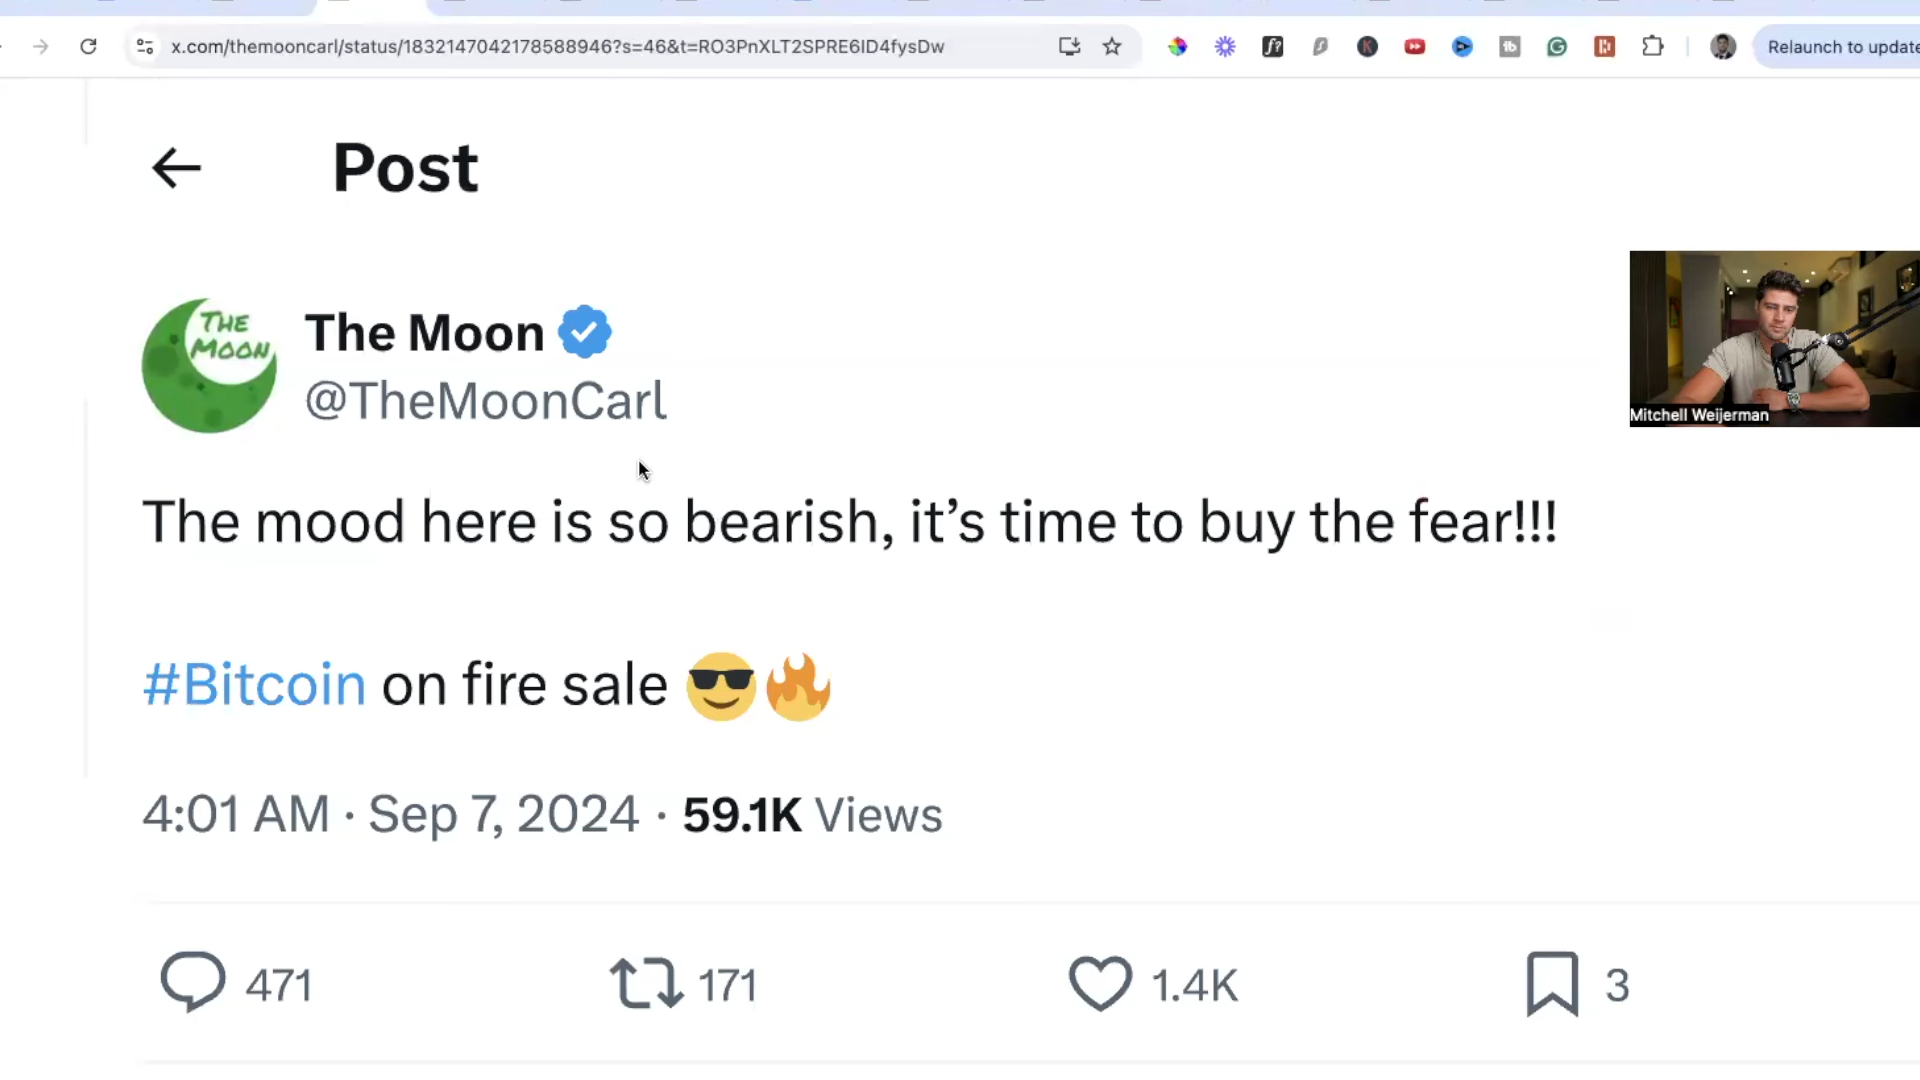 x.com/themooncarl/status/1832147042178588946?s=46&t=RO3PnXLT2SPRE6ID4fysDw
Relaunch to update
Post
THE MOON
The Moon
@TheMoonCarl
Mitchell Weijerman
The mood here is so bearish, it’s time to buy the fear!!!
#Bitcoin on fire sale 😎🔥
4:01 AM · Sep 7, 2024 · 59.1K Views
471 171 1.4K 3